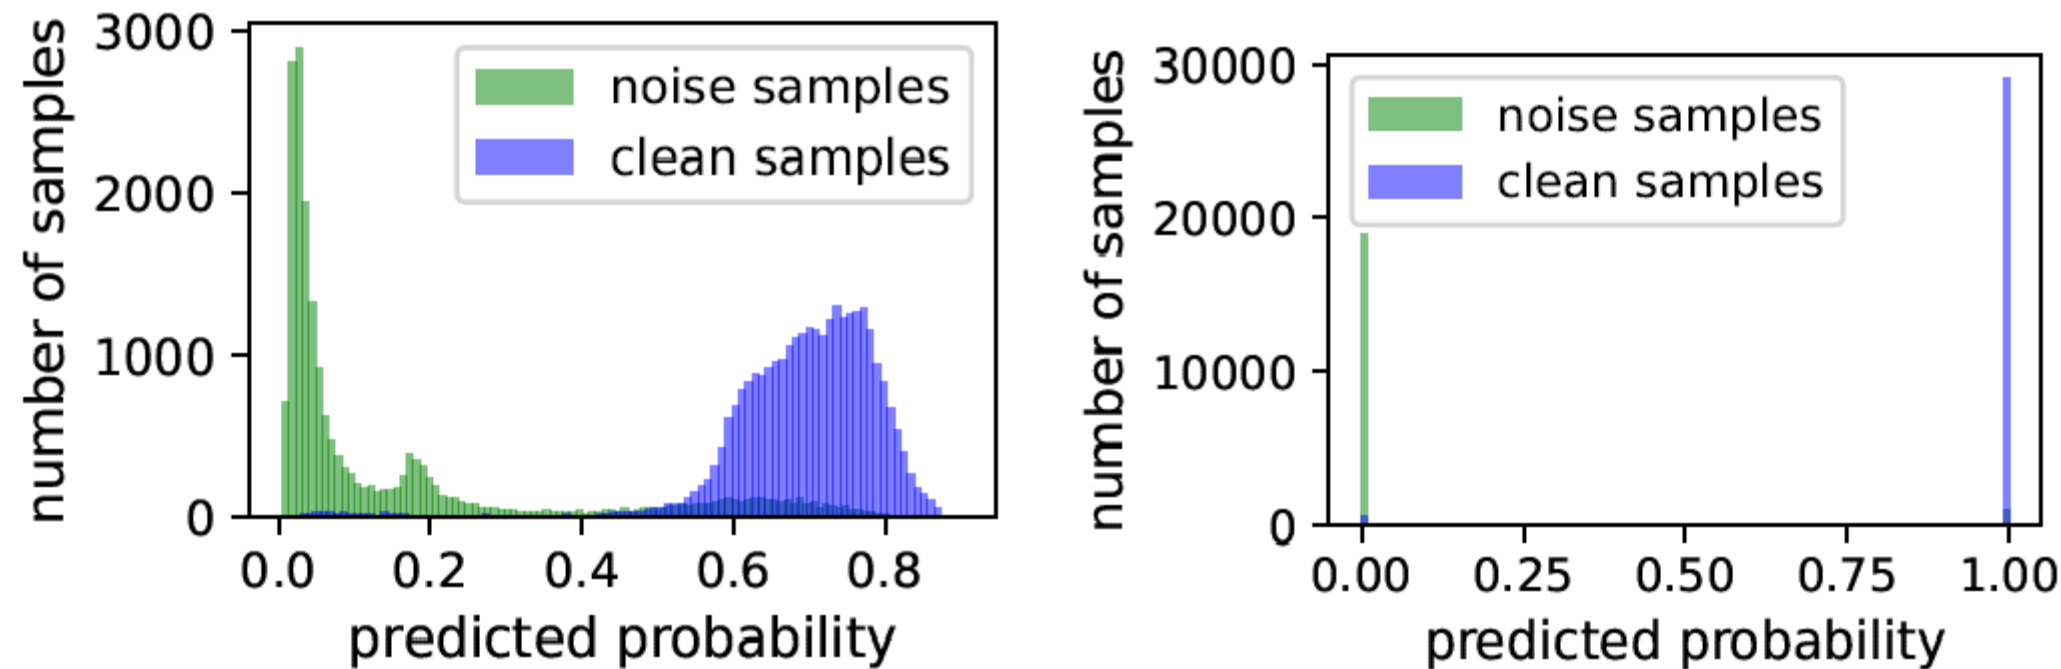 number of samples
3000
2000
1000
0
noise samples
clean samples
0.0 0.2 0.4 0.6 0.8
predicted probability
number of samples
30000
20000
10000
0
noise samples
clean samples
0.00 0.25 0.50 0.75 1.00
predicted probability